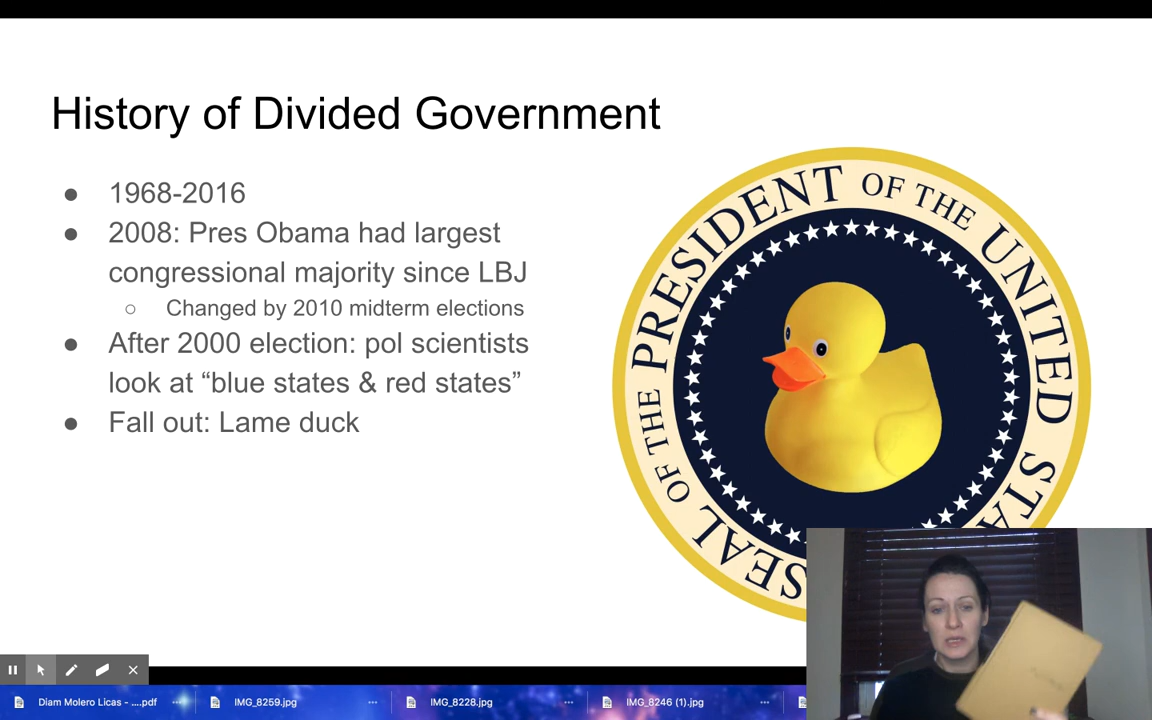 History of Divided Government
● 1968-2016
● 2008: Pres Obama had largest
congressional majority since LBJ
○ Changed by 2010 midterm elections
● After 2000 election: pol scientists
look at “blue states & red states”
● Fall out: Lame duck
SEAL OF THE PRESIDENT OF THE UNITED STA
Diam Molero Licas - ....pdf
IMG_8259.jpg
IMG_8228.jpg
IMG_8246 (1).jpg